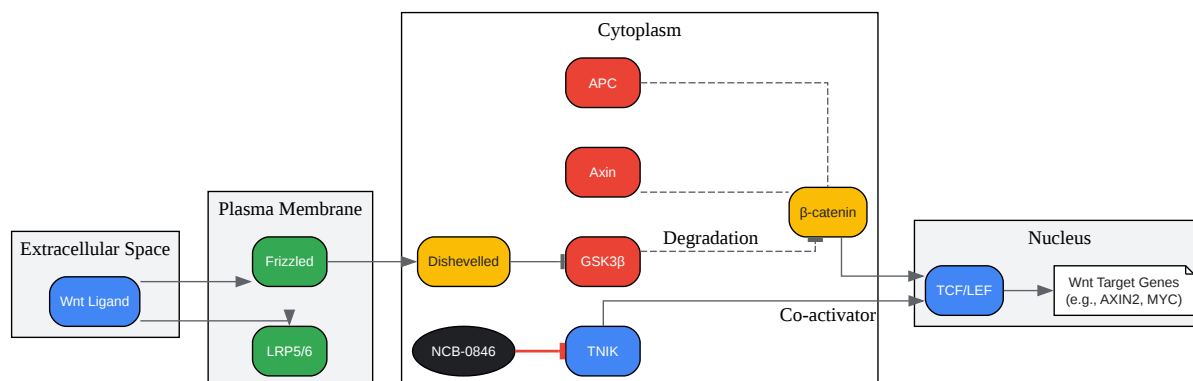 Cytoplasm
APC
Axin
Plasma Membrane
Extracellular Space
Wnt Ligand
Frizzled
LRP5/6
Dishevelled
GSK3β
Degradation
β-catenin
NCB-0846
TNIK
Co-activator
Nucleus
TCF/LEF
Wnt Target Genes
(e.g., AXIN2, MYC)